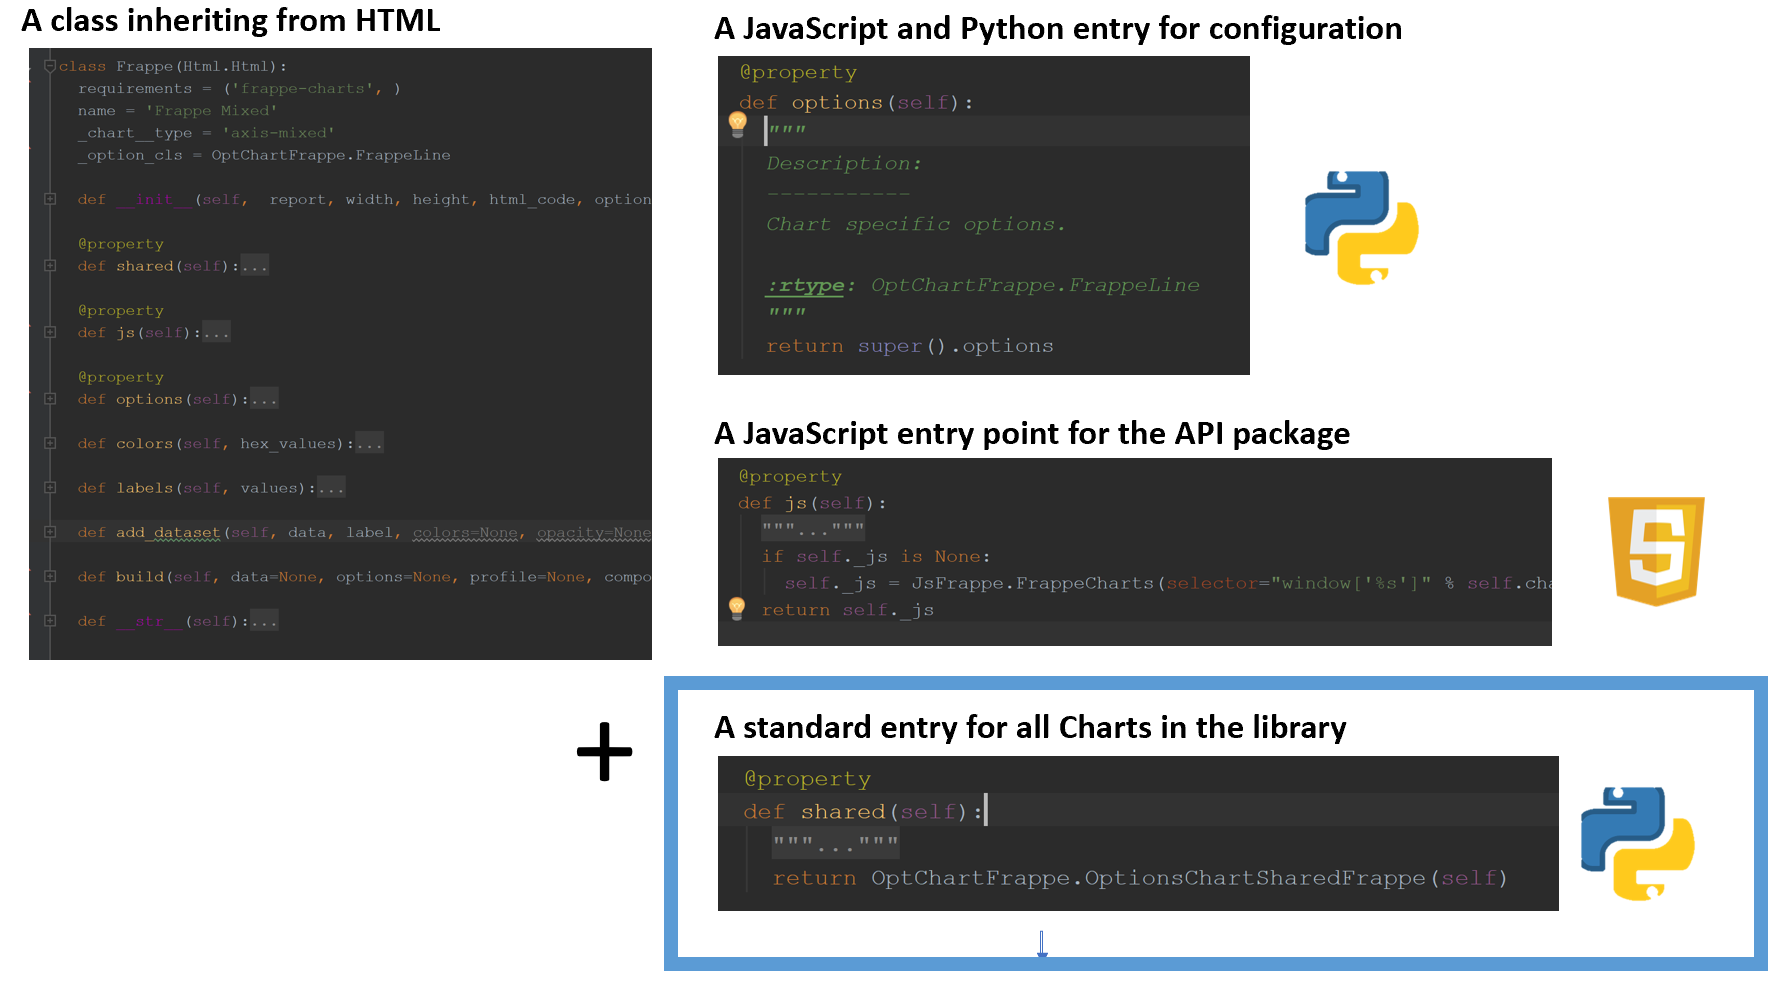 A class inheriting from HTML
class Frappe(Html.Html):
requirements = ('frappe-charts', )
name = 'Frappe Mixed'
_chart__type = 'axis-mixed'
_option_cls = OptChartFrappe.FrappeLine
def __init__(self,  report, width, height, html_code, option
@property
def shared(self):...
@property
def js(self):...
@property
def options(self):...
def colors(self, hex_values):...
def labels(self, values):...
def add_dataset(self, data, label, colors=None, opacity=None
def build(self, data=None, options=None, profile=None, compo
def __str__(self):...
A JavaScript and Python entry for configuration
@property
def options(self):
"""
Description:
-----------
Chart specific options.
:rtype: OptChartFrappe.FrappeLine
"""
return super().options
A JavaScript entry point for the API package
@property
def js(self):
"""..."""
if self._js is None:
self._js = JsFrappe.FrappeCharts(selector="window['%s']" % self.cha
return self._js
+
A standard entry for all Charts in the library
@property
def shared(self):
"""..."""
return OptChartFrappe.OptionsChartSharedFrappe(self)